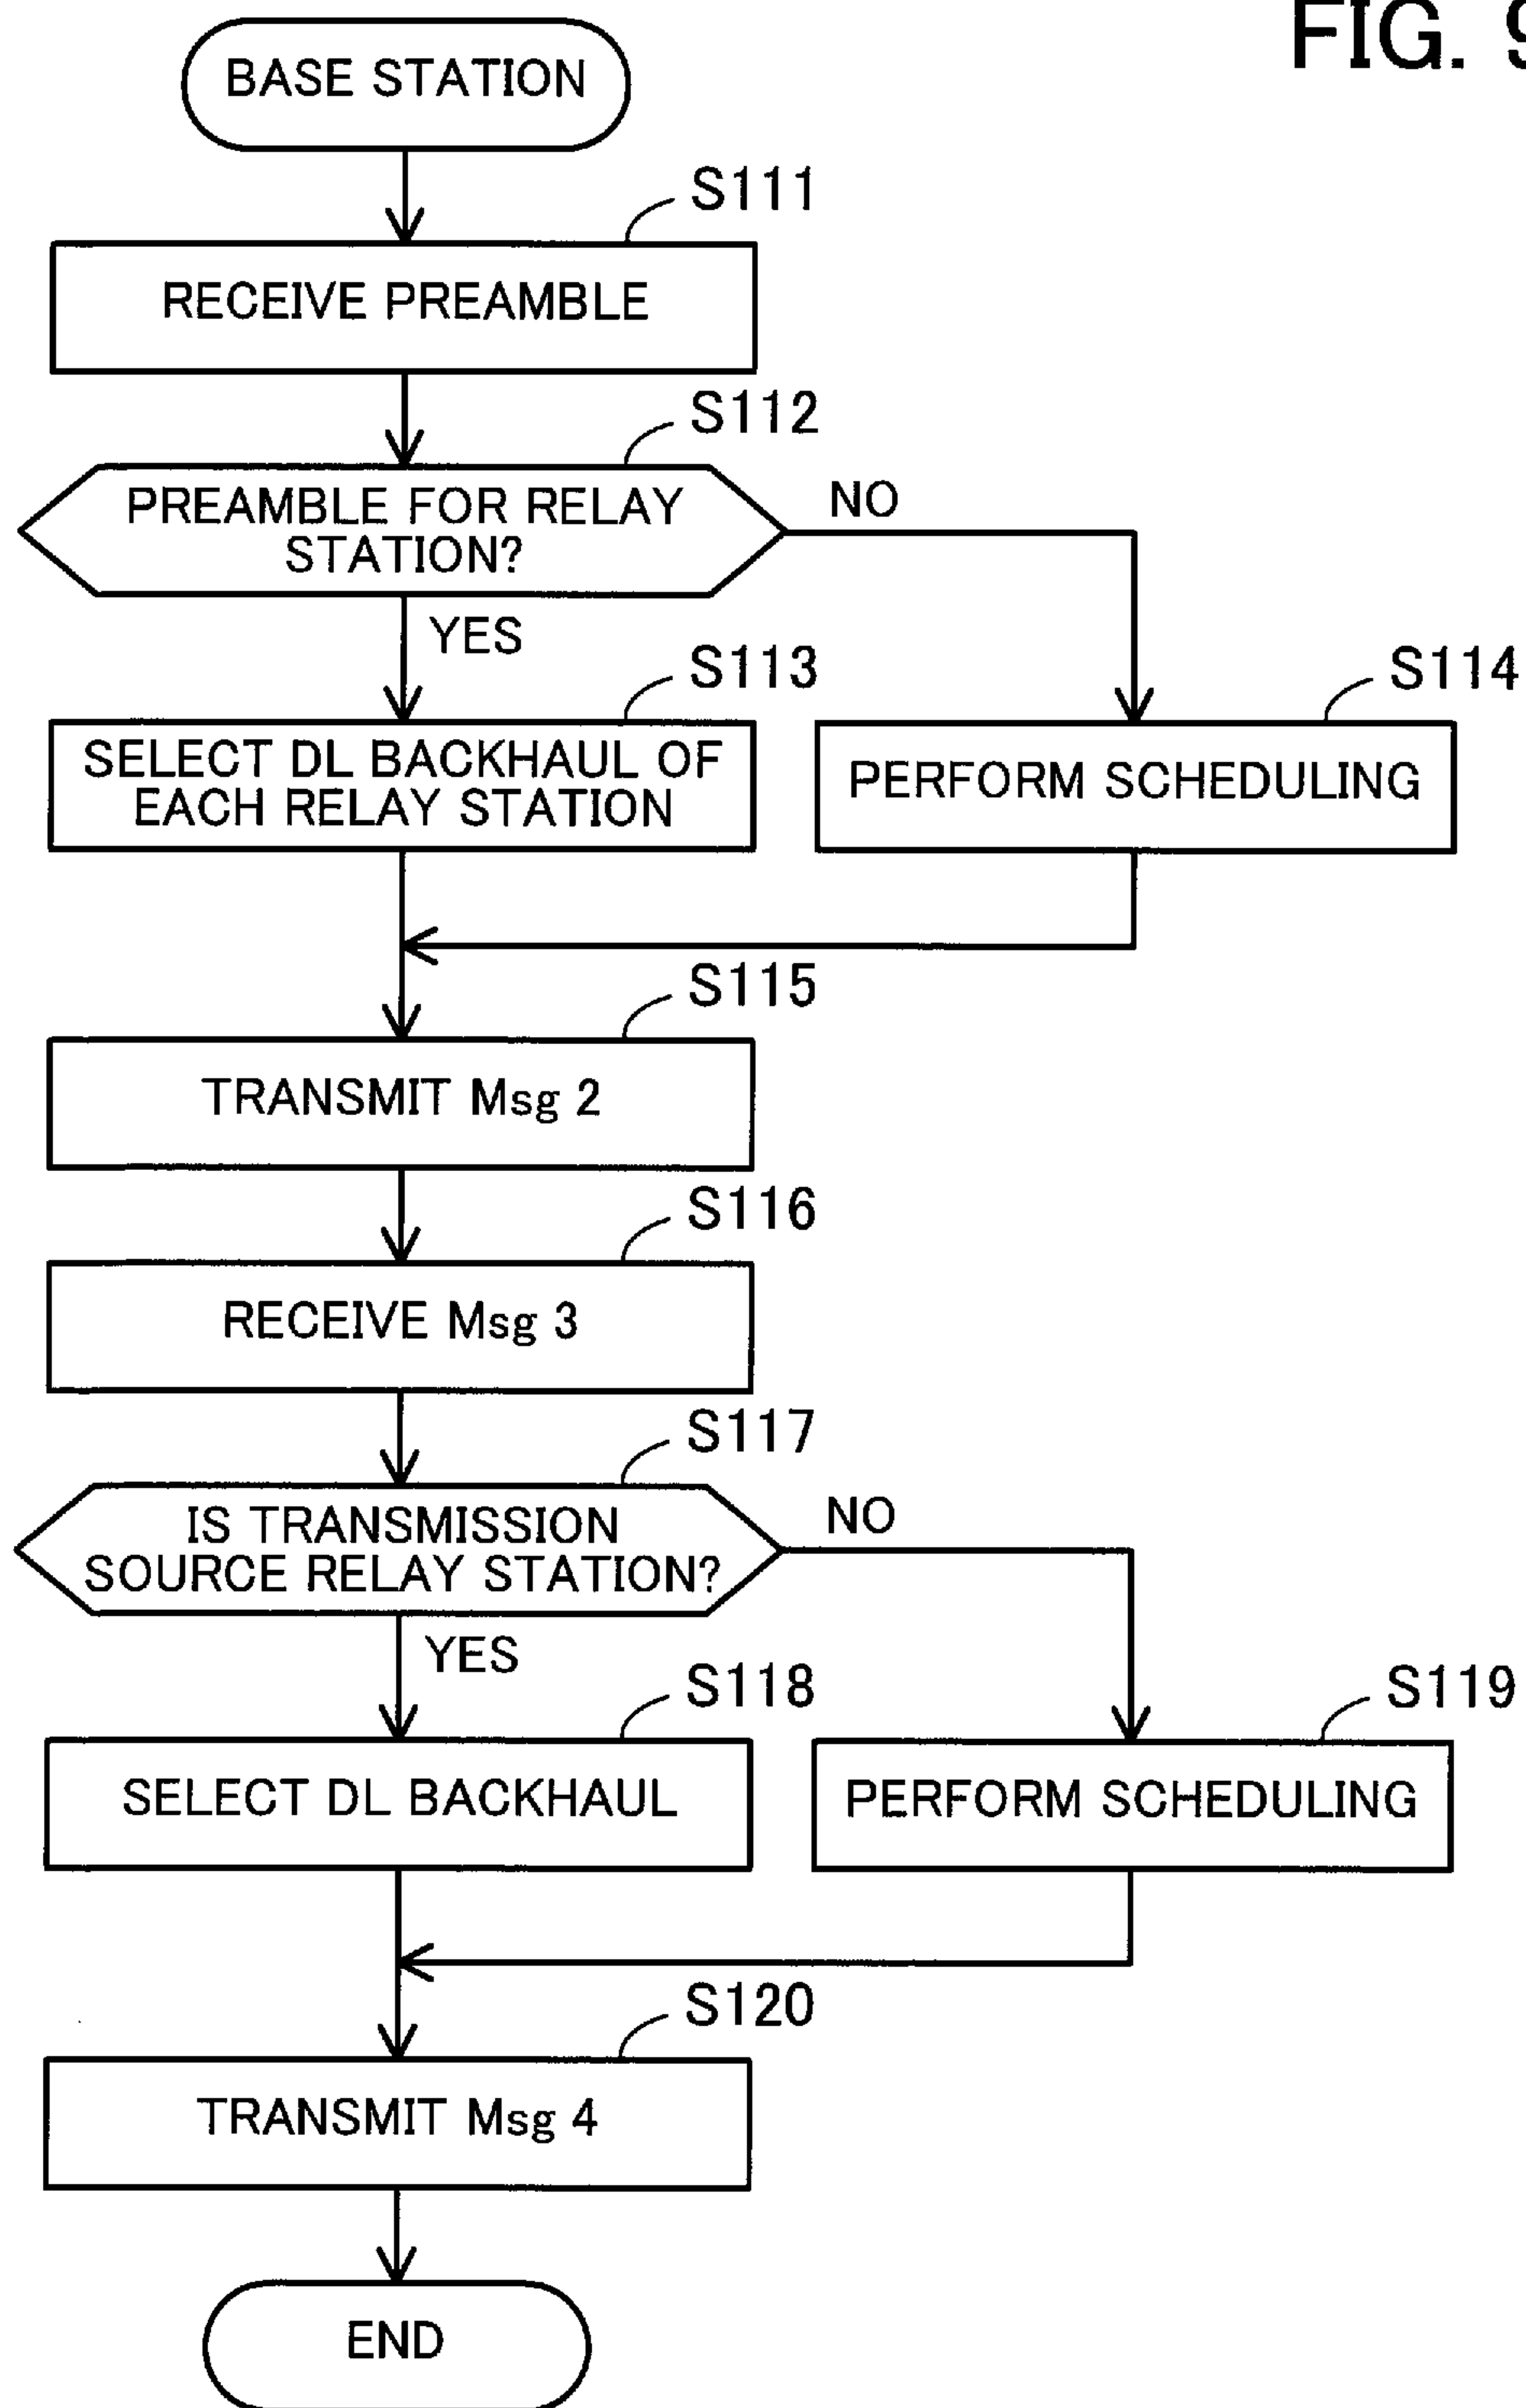 FIG. 9
BASE STATION
S111
RECEIVE PREAMBLE
S112
PREAMBLE FOR RELAY
STATION?
NO
YES
S113
SELECT DL BACKHAUL OF
EACH RELAY STATION
S114
PERFORM SCHEDULING
S115
TRANSMIT Msg 2
S116
RECEIVE Msg 3
S117
IS TRANSMISSION
SOURCE RELAY STATION?
NO
YES
S118
SELECT DL BACKHAUL
S119
PERFORM SCHEDULING
S120
TRANSMIT Msg 4
END